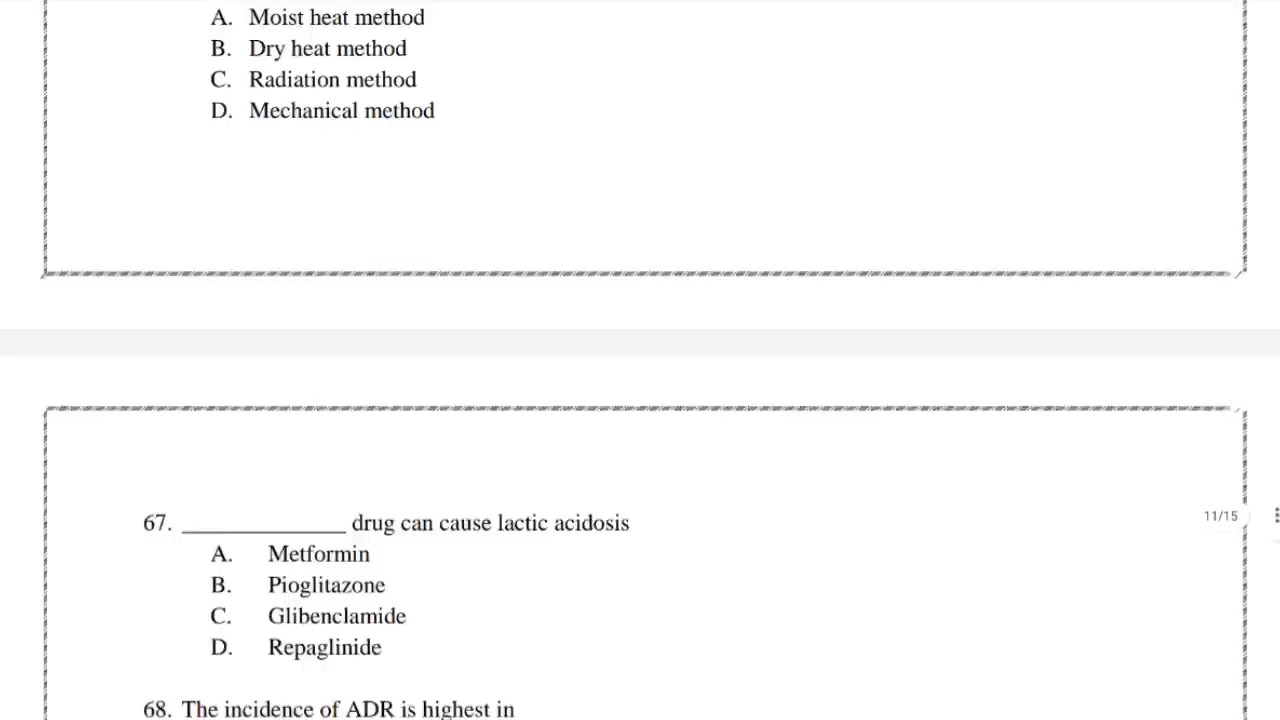 A. Moist heat method
B. Dry heat method
C. Radiation method
D. Mechanical method
67. ______________ drug can cause lactic acidosis
11/15
A. Metformin
B. Pioglitazone
C. Glibenclamide
D. Repaglinide
68. The incidence of ADR is highest in